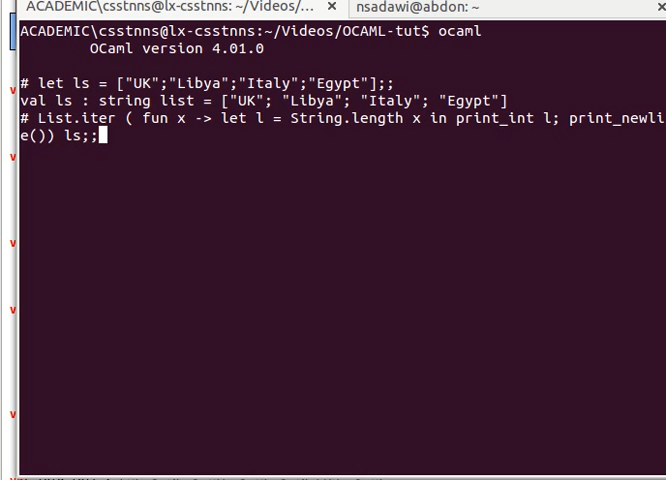 ACADEMIC\csstnns@lx-csstnns: ~/Videos/... × nsadawi@abdon: ~ ×
ACADEMIC\csstnns@lx-csstnns:~/Videos/OCAML-tut$ ocaml
OCaml version 4.01.0
# let ls = ["UK";"Libya";"Italy";"Egypt"];;
val ls : string list = ["UK"; "Libya"; "Italy"; "Egypt"]
# List.iter ( fun x -> let l = String.length x in print_int l; print_newli
e()) ls;;
v
v
v
v
v